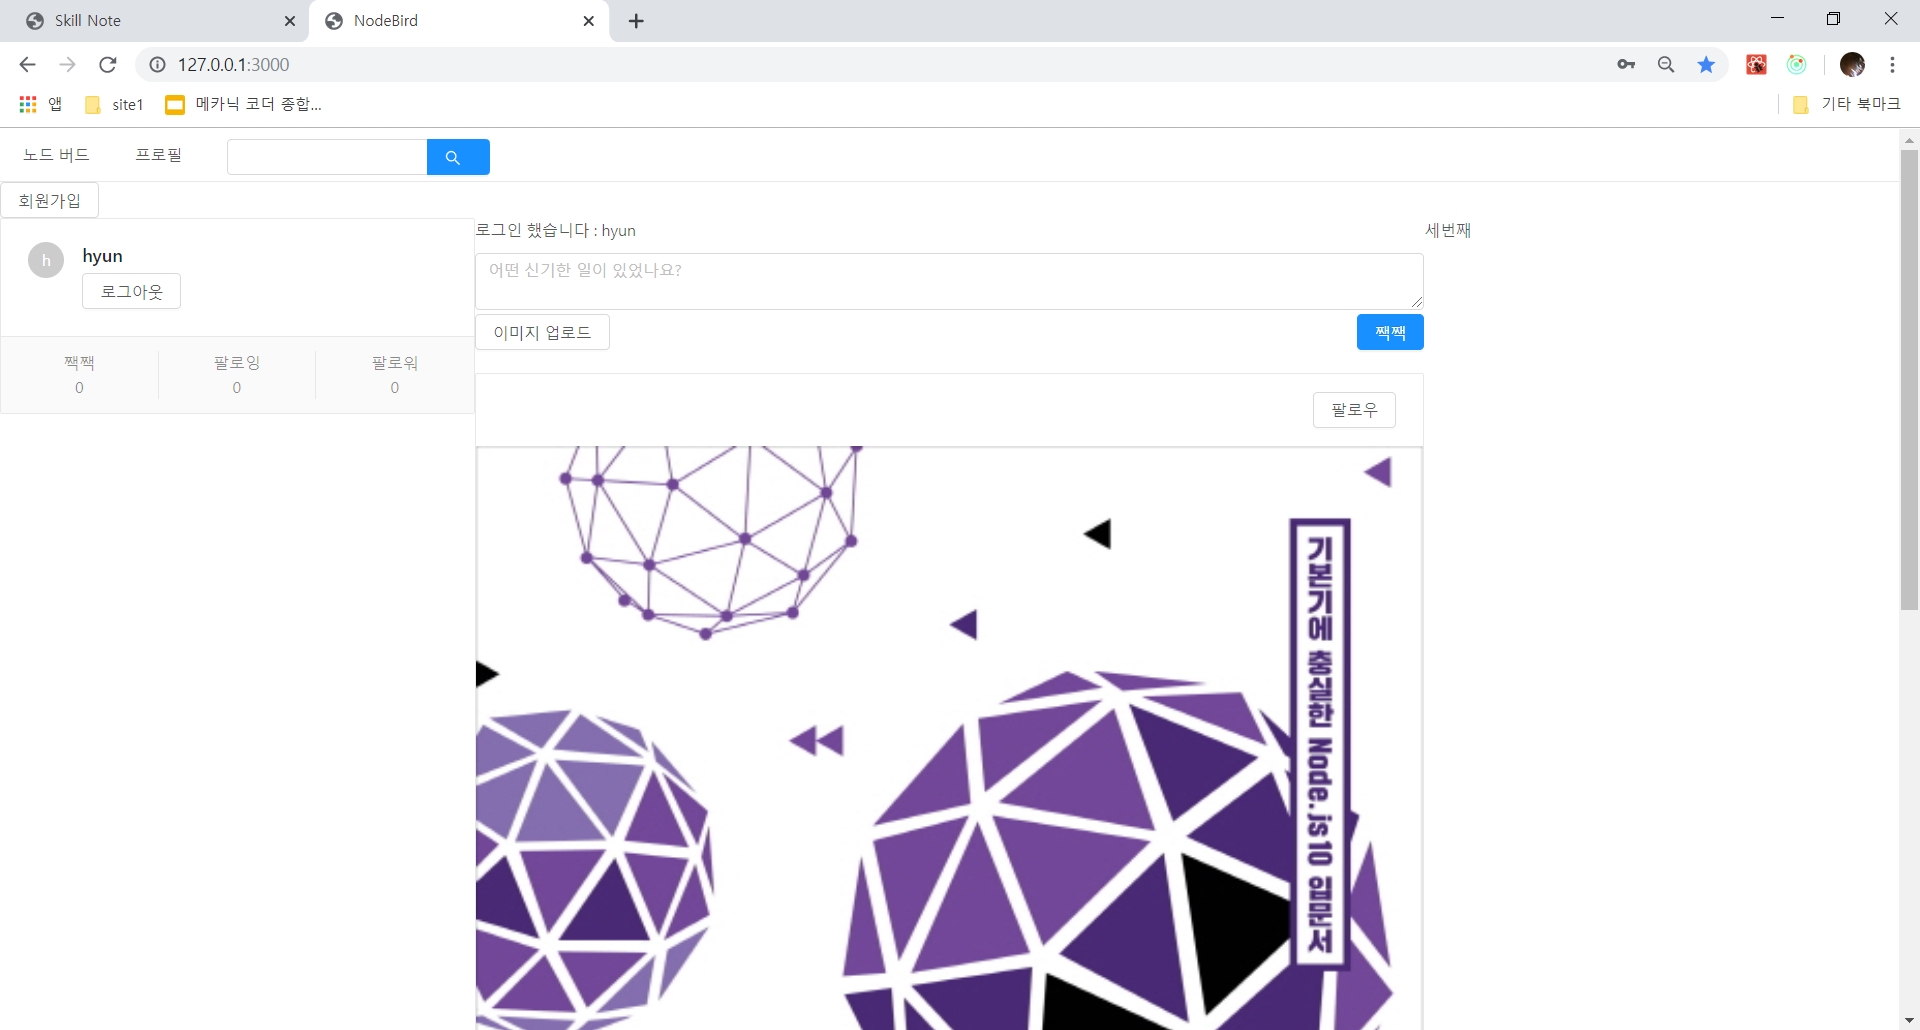 Skill Note
NodeBird
127.0.0.1:3000
앱
site1
메카닉 코더 종합...
기타 북마크
노드 버드
프로필
회원가입
h
hyun
로그아웃
짹짹
0
팔로잉
0
팔로워
0
로그인 했습니다 : hyun
어떤 신기한 일이 있었나요?
이미지 업로드
짹짹
세번째
팔로우
기본기에 충실한 Node.js10 입문서